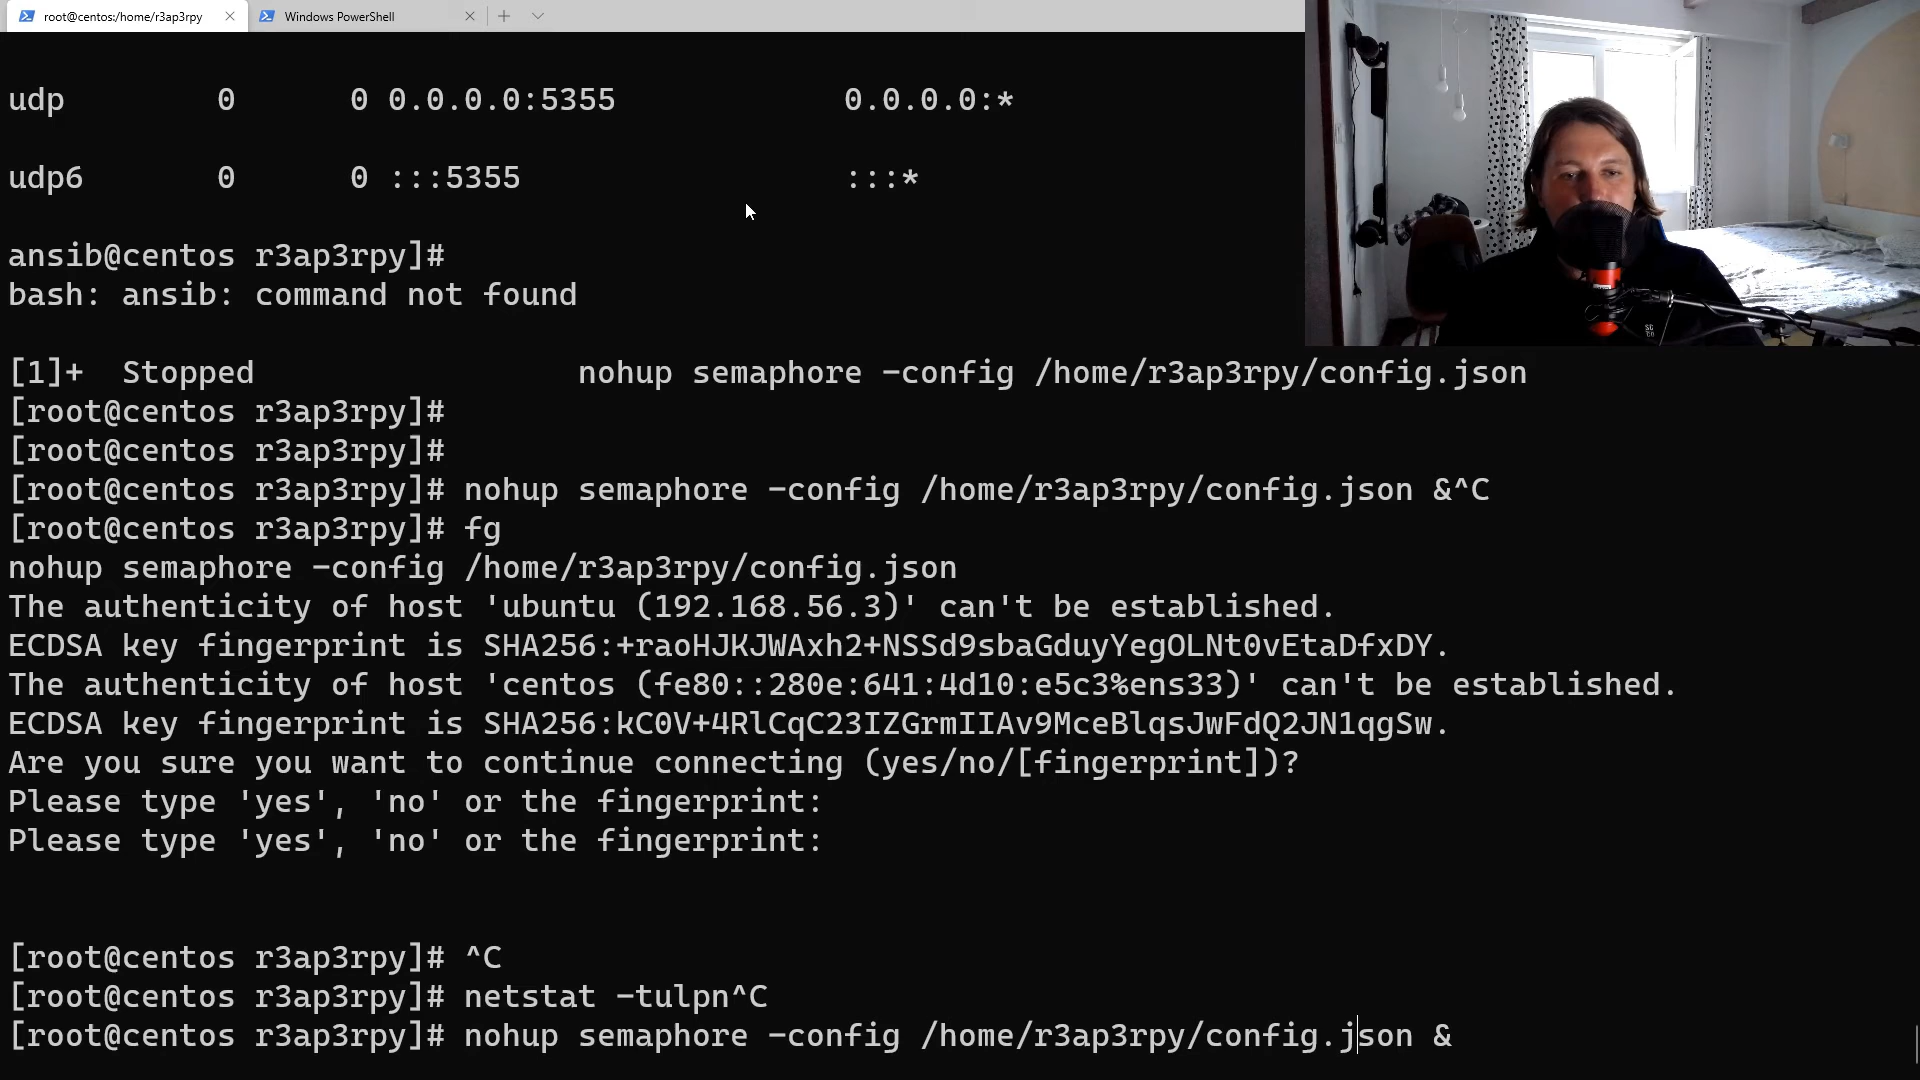 root@centos:/home/r3ap3rpy
Windows PowerShell
udp 0 0 0.0.0.0:5355 0.0.0.0:*
udp6 0 0 :::5355 :::*
ansib@centos r3ap3rpy]#
bash: ansib: command not found
[1]+ Stopped nohup semaphore -config /home/r3ap3rpy/config.json
[root@centos r3ap3rpy]#
[root@centos r3ap3rpy]#
[root@centos r3ap3rpy]# nohup semaphore -config /home/r3ap3rpy/config.json &^C
[root@centos r3ap3rpy]# fg
nohup semaphore -config /home/r3ap3rpy/config.json
The authenticity of host 'ubuntu (192.168.56.3)' can't be established.
ECDSA key fingerprint is SHA256:+raoHJKJWAxh2+NSSd9sbaGduyYegOLNt0vEtaDfxDY.
The authenticity of host 'centos (fe80::280e:641:4d10:e5c3%ens33)' can't be established.
ECDSA key fingerprint is SHA256:kC0V+4RlCqC23IZGrmIIAv9MceBlqsJwFdQ2JN1qgSw.
Are you sure you want to continue connecting (yes/no/[fingerprint])?
Please type 'yes', 'no' or the fingerprint:
Please type 'yes', 'no' or the fingerprint:
[root@centos r3ap3rpy]# ^C
[root@centos r3ap3rpy]# netstat -tulpn^C
[root@centos r3ap3rpy]# nohup semaphore -config /home/r3ap3rpy/config.json &